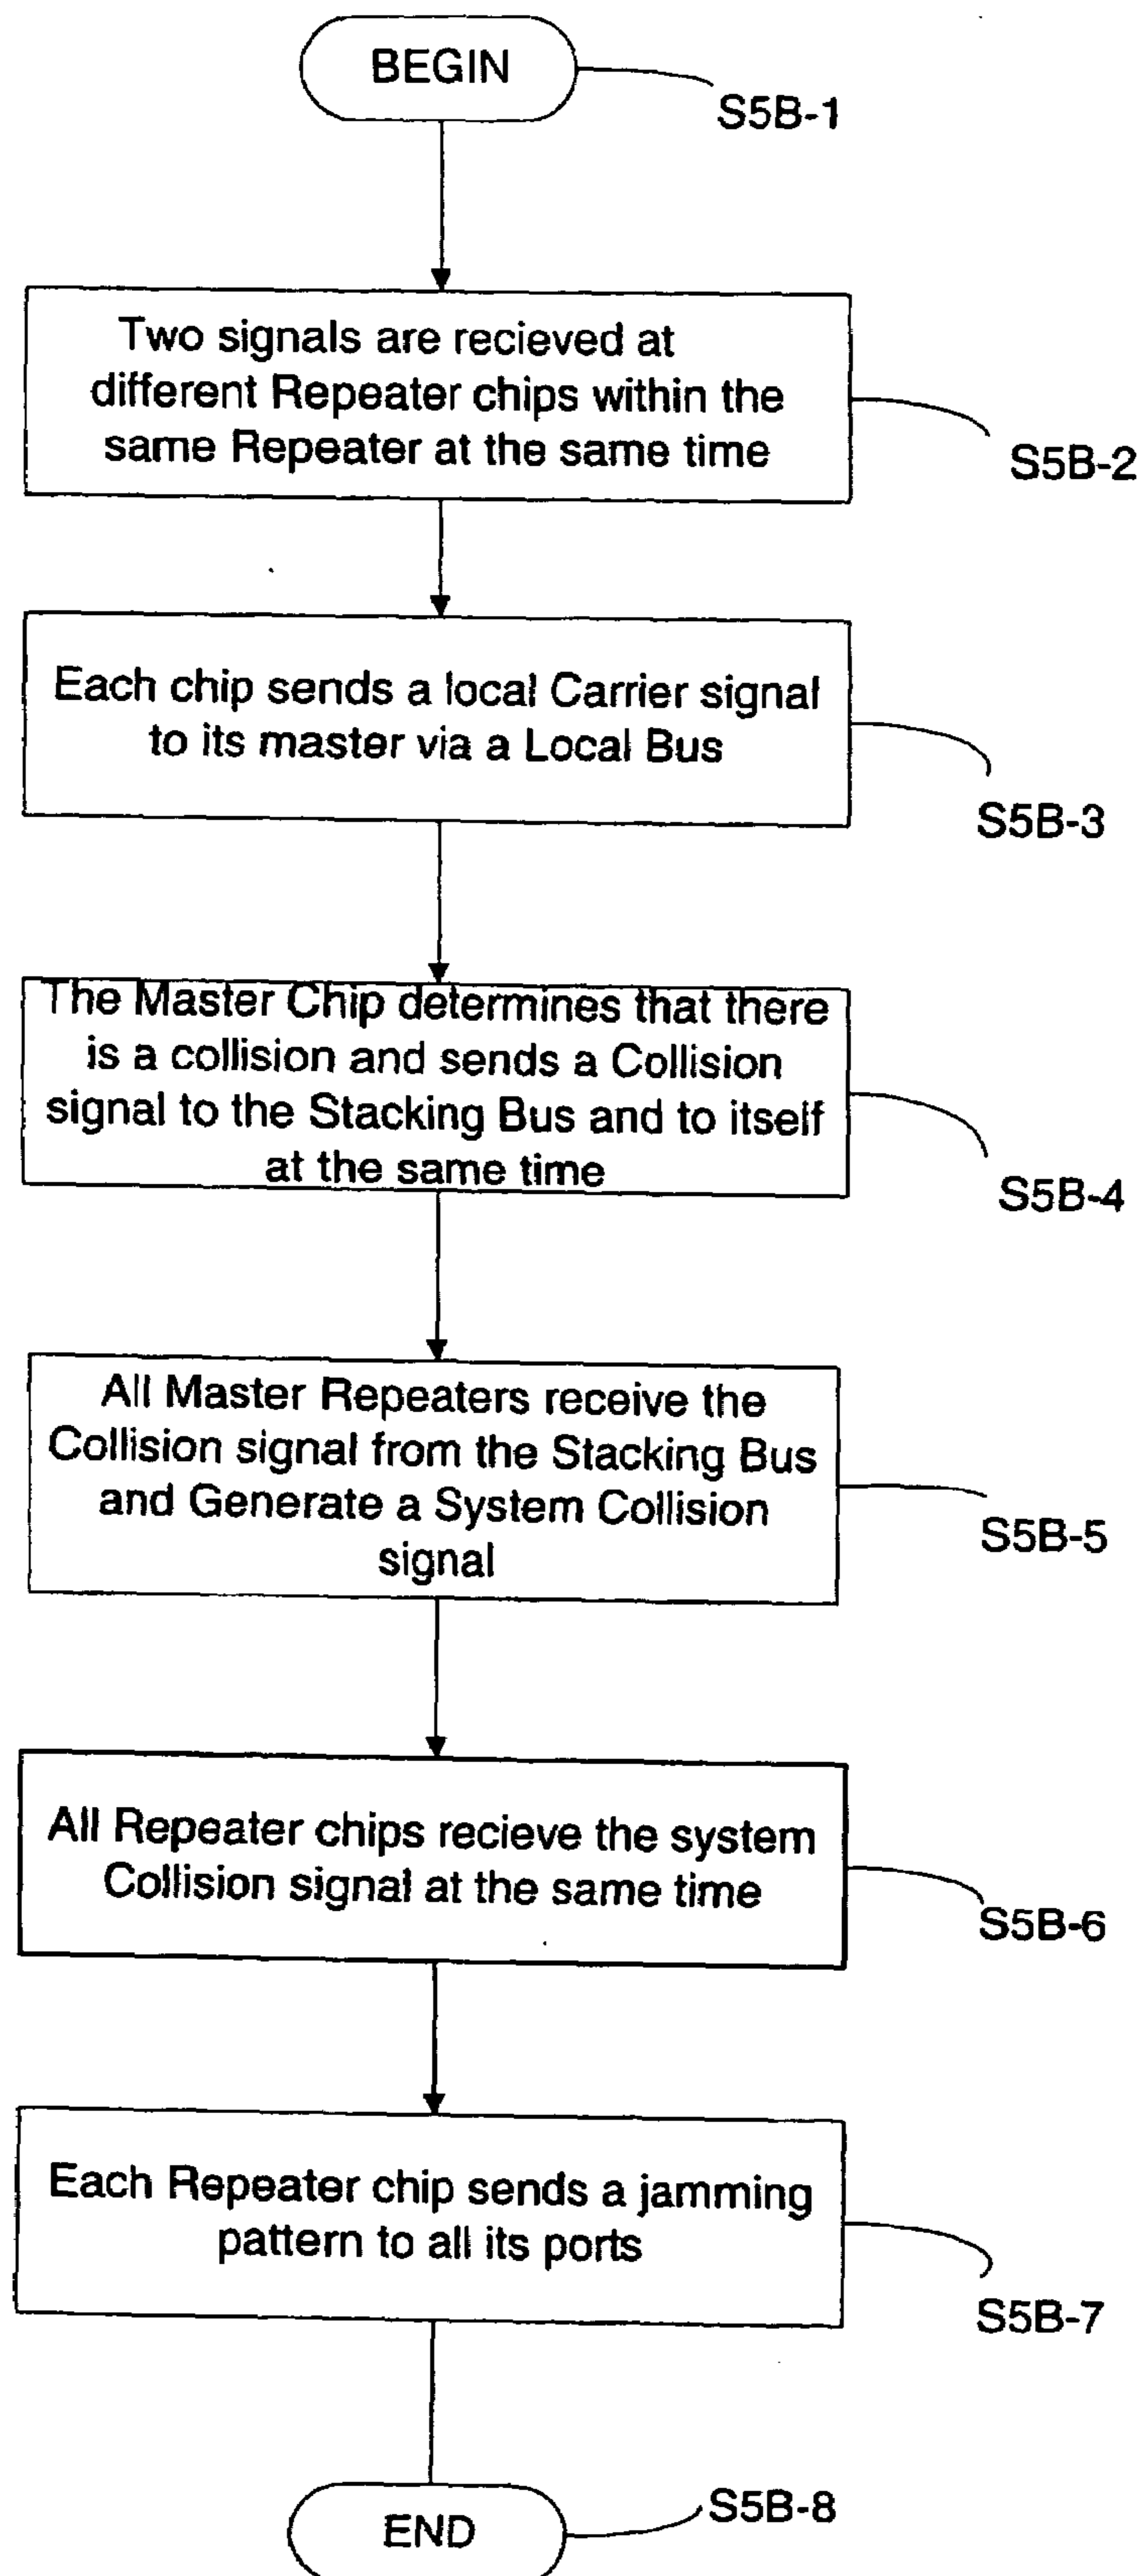 BEGIN
S5B-1
Two signals are recieved at
different Repeater chips within the
same Repeater at the same time
S5B-2
Each chip sends a local Carrier signal
to its master via a Local Bus
S5B-3
The Master Chip determines that there
is a collision and sends a Collision
signal to the Stacking Bus and to itself
at the same time
S5B-4
All Master Repeaters receive the
Collision signal from the Stacking Bus
and Generate a System Collision
signal
S5B-5
All Repeater chips recieve the system
Collision signal at the same time
S5B-6
Each Repeater chip sends a jamming
pattern to all its ports
S5B-7
END
S5B-8